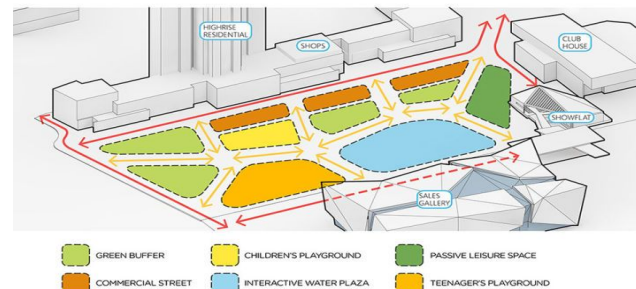 HIGHRISE
RESIDENTIAL
SHOPS
CLUB
HOUSE
SHOWFLAT
SALES
GALLERY
GREEN BUFFER
CHILDREN'S PLAYGROUND
PASSIVE LEISURE SPACE
COMMERCIAL STREET
INTERACTIVE WATER PLAZA
TEENAGER'S PLAYGROUND